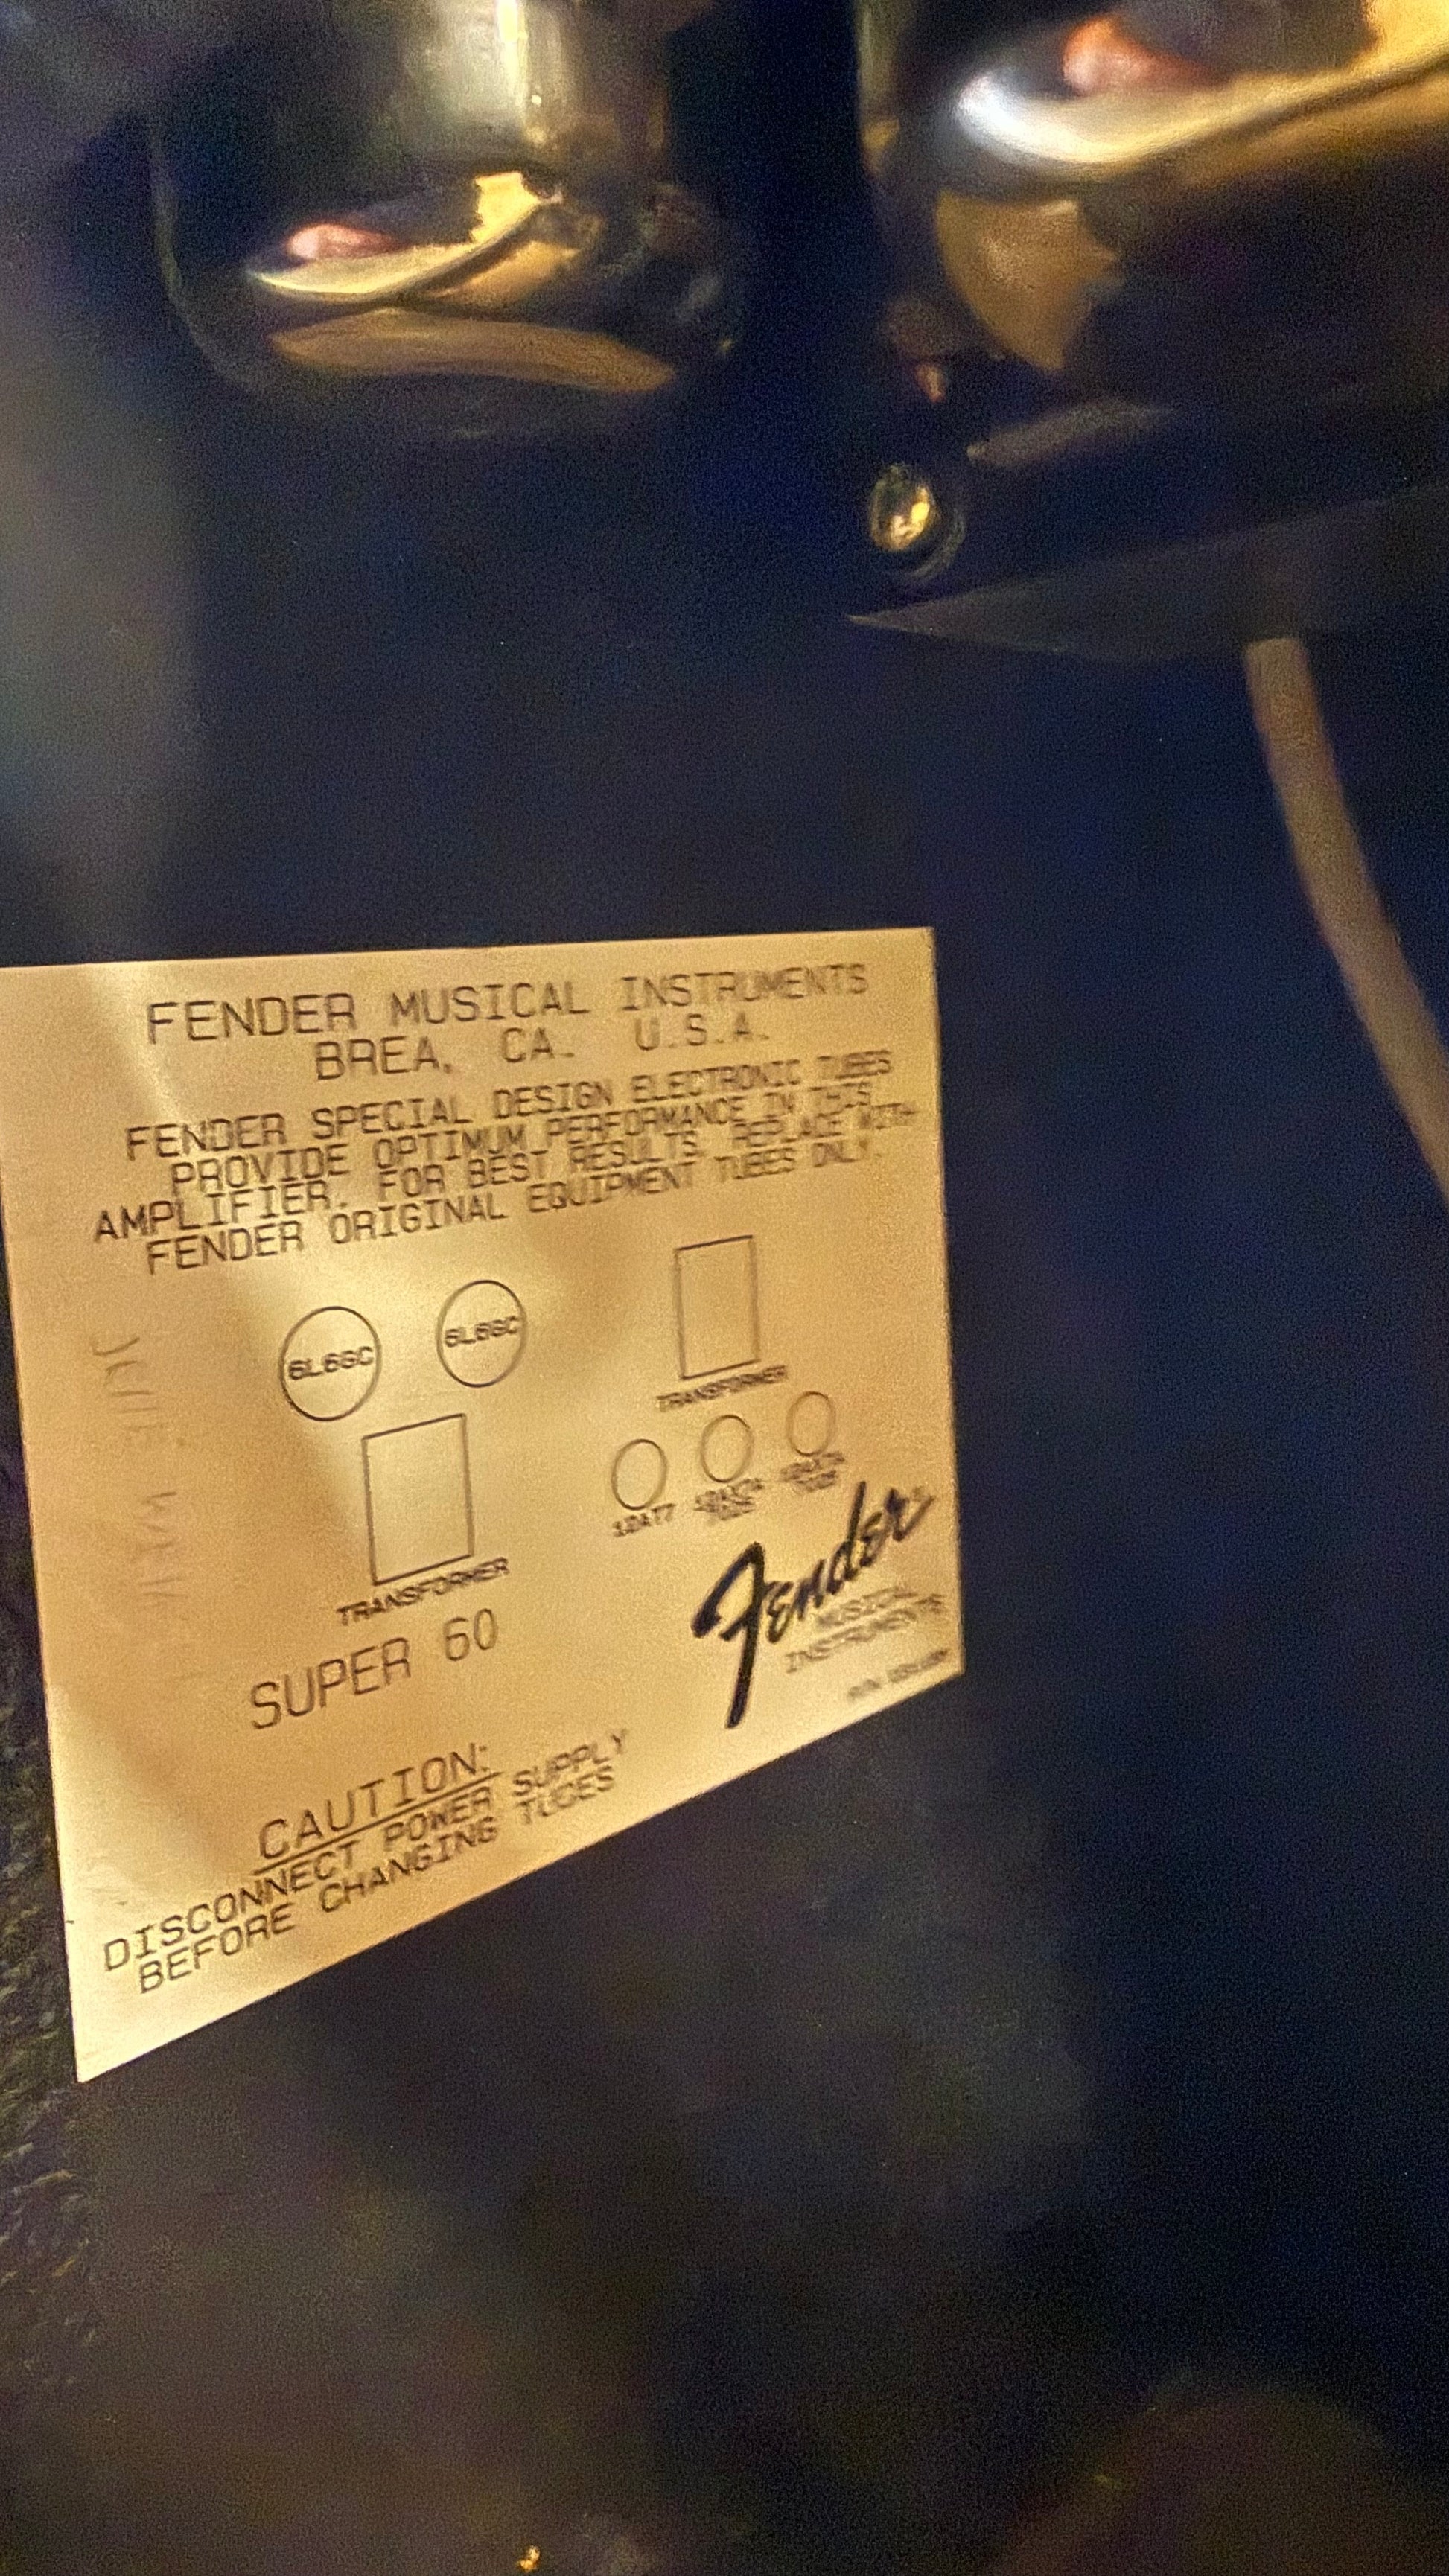 FENDER MUSICAL INSTRUMENTS
BREA, CA. U.S.A.
FENDER SPECIAL DESIGN ELECTRONIC TUBES
PROVIDE OPTIMUM PERFORMANCE IN THIS
AMPLIFIER. FOR BEST RESULTS, REPLACE WITH
FENDER ORIGINAL EQUIPMENT TUBES ONLY.
6L6GC
6L6GC
TRANSFORMER
12AT7
TRANSFORMER
Fender
MUSICAL
INSTRUMENTS
SUPER 60
CAUTION:
DISCONNECT POWER SUPPLY
BEFORE CHANGING TUBES